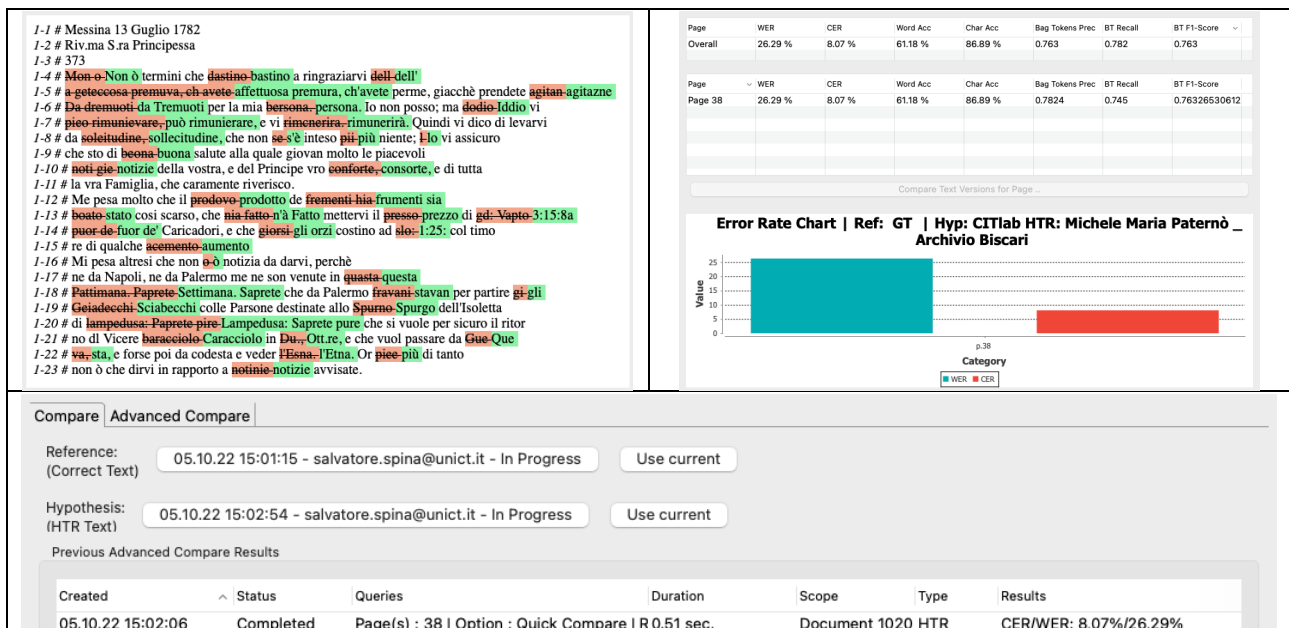 1-1 # Messina 13 Guglio 1782
1-2 # Riv.ma S.ra Principessa
1-3 # 373
1-4 # Mon o Non ò termini che dastino bastino a ringraziarvi dell dell'
1-5 # a geteccosa premuva, ch avete affettuosa premura, ch'avete perme, giacchè prendete agitan agitazne
1-6 # Da dremuoti da Tremuoti per la mia bersona. persona. Io non posso; ma dodio Iddio vi
1-7 # pieo rimunievare, può rimunierare, e vi rimcnerira. rimunerirà. Quindi vi dico di levarvi
1-8 # da soleitudine, sollecitudine, che non se s'è inteso pii più niente; I lo vi assicuro
1-9 # che sto di beona buona salute alla quale giovan molto le piacevoli
1-10 # noti gie notizie della vostra, e del Principe vro conforte, consorte, e di tutta
1-11 # la vra Famiglia, che caramente riverisco.
1-12 # Me pesa molto che il prodovo prodotto de frementi hia frumenti sia
1-13 # boato stato cosi scarso, che nia fatto n'à Fatto mettervi il presso prezzo di gd: Vapto 3:15:8a
1-14 # puor de fuor de' Caricadori, e che giorsi gli orzi costino ad slo: 1:25: col timo
1-15 # re di qualche acemento aumento
1-16 # Mi pesa altresi che non o ò notizia da darvi, perchè
1-17 # ne da Napoli, ne da Palermo me ne son venute in quasta questa
1-18 # Pattimana. Paprete Settimana. Saprete che da Palermo fravani stavan per partire gi gli
1-19 # Geiadecchi Sciabecchi colle Parsone destinate allo Spurno Spurgo dell'Isoletta
1-20 # di lampedusa: Paprete pire Lampedusa: Saprete pure che si vuole per sicuro il ritor
1-21 # no dl Vicere baracciolo Caracciolo in Du., Ott.re, e che vuol passare da Gue Que
1-22 # va, sta, e forse poi da codesta e veder l'Esna. l'Etna. Or piee più di tanto
1-23 # non ò che dirvi in rapporto a notinie notizie avvisate.
Page WER CER Word Acc Char Acc Bag Tokens Prec BT Recall BT F1-Score
Overall 26.29 % 8.07 % 61.18 % 86.89 % 0.763 0.782 0.763
Page WER CER Word Acc Char Acc Bag Tokens Prec BT Recall BT F1-Score
Page 38 26.29 % 8.07 % 61.18 % 86.89 % 0.7824 0.745 0.76326530612
Compare Text Versions for Page ..
Error Rate Chart | Ref: GT | Hyp: CITlab HTR: Michele Maria Paternò _
Archivio Biscari
Value
25
20
15
10
5
0
p.38
Category
WER CER
Compare Advanced Compare
Reference:
(Correct Text)
05.10.22 15:01:15 - salvatore.spina@unict.it - In Progress Use current
Hypothesis:
(HTR Text)
05.10.22 15:02:54 - salvatore.spina@unict.it - In Progress Use current
Previous Advanced Compare Results
Created Status Queries Duration Scope Type Results
05.10.22 15:02:06 Completed Page(s) : 38 | Option : Quick Compare | R 0.51 sec. Document 1020 HTR CER/WER: 8.07%/26.29%